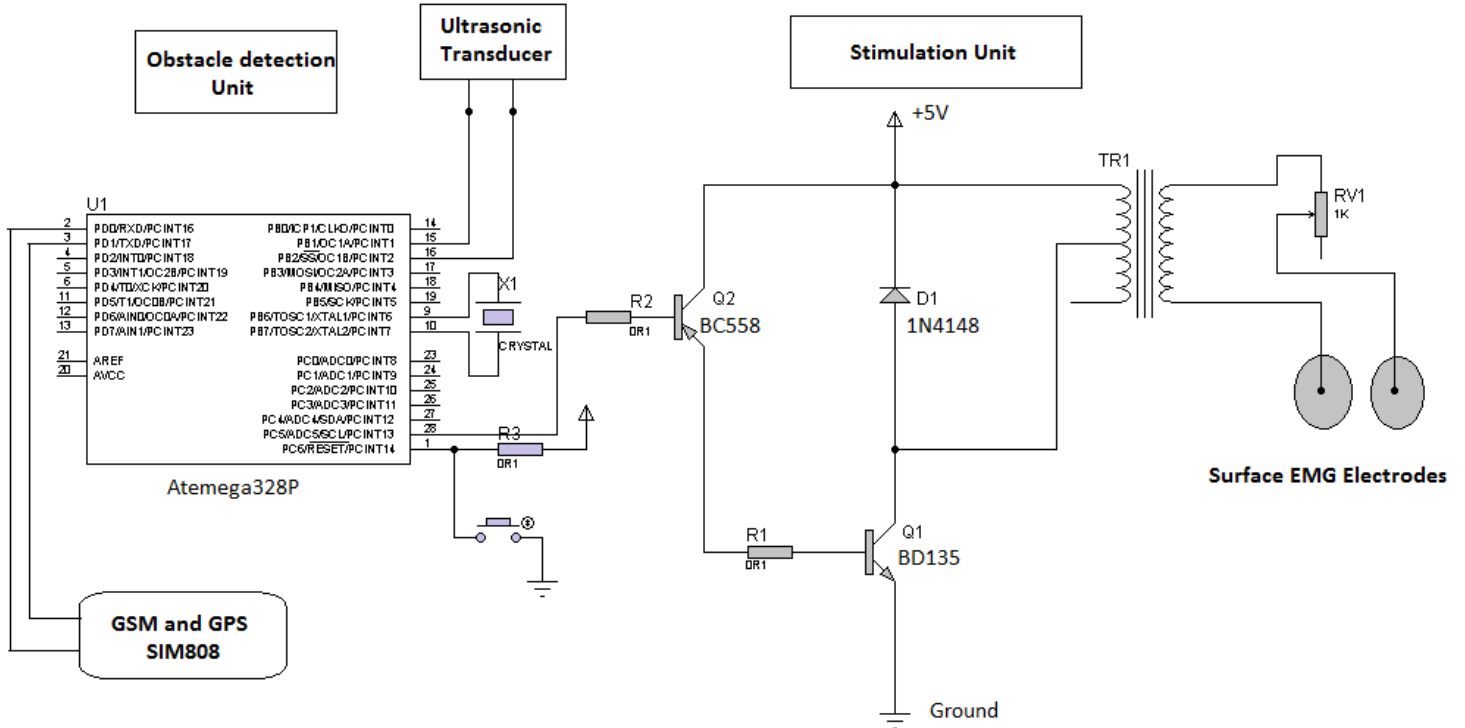 Obstacle detection
Unit
Ultrasonic
Transducer
Stimulation Unit
+5V
TR1
RV1
1K
U1
2 PD0/RXD/PCINT16
3 PD1/TXD/PCINT17
4 PD2/INT0/PCINT18
5 PD3/INT1/OC2B/PCINT19
6 PD4/T0/XCK/PCINT20
11 PD5/T1/OC0B/PCINT21
12 PD6/AIN0/OC0A/PCINT22
13 PD7/AIN1/PCINT23
21 AREF
20 AVCC
PB0/ICP1/CLKO/PCINT0 14
PB1/OC1A/PCINT1 15
PB2/SS/OC1B/PCINT2 16
PB3/MOSI/OC2A/PCINT3 17
PB4/MISO/PCINT4 18
PB5/SCK/PCINT5 19
PB6/TOSC1/XTAL1/PCINT6 9
PB7/TOSC2/XTAL2/PCINT7 10
PC0/ADC0/PCINT8 23
PC1/ADC1/PCINT9 24
PC2/ADC2/PCINT10 25
PC3/ADC3/PCINT11 26
PC4/ADC4/SDA/PCINT12 27
PC5/ADC5/SCL/PCINT13 28
PC6/RESET/PCINT14 1
X1
CRYSTAL
R2
0R1
Q2
BC558
D1
1N4148
R3
0R1
Atemega328P
Surface EMG Electrodes
R1
0R1
Q1
BD135
GSM and GPS
SIM808
Ground